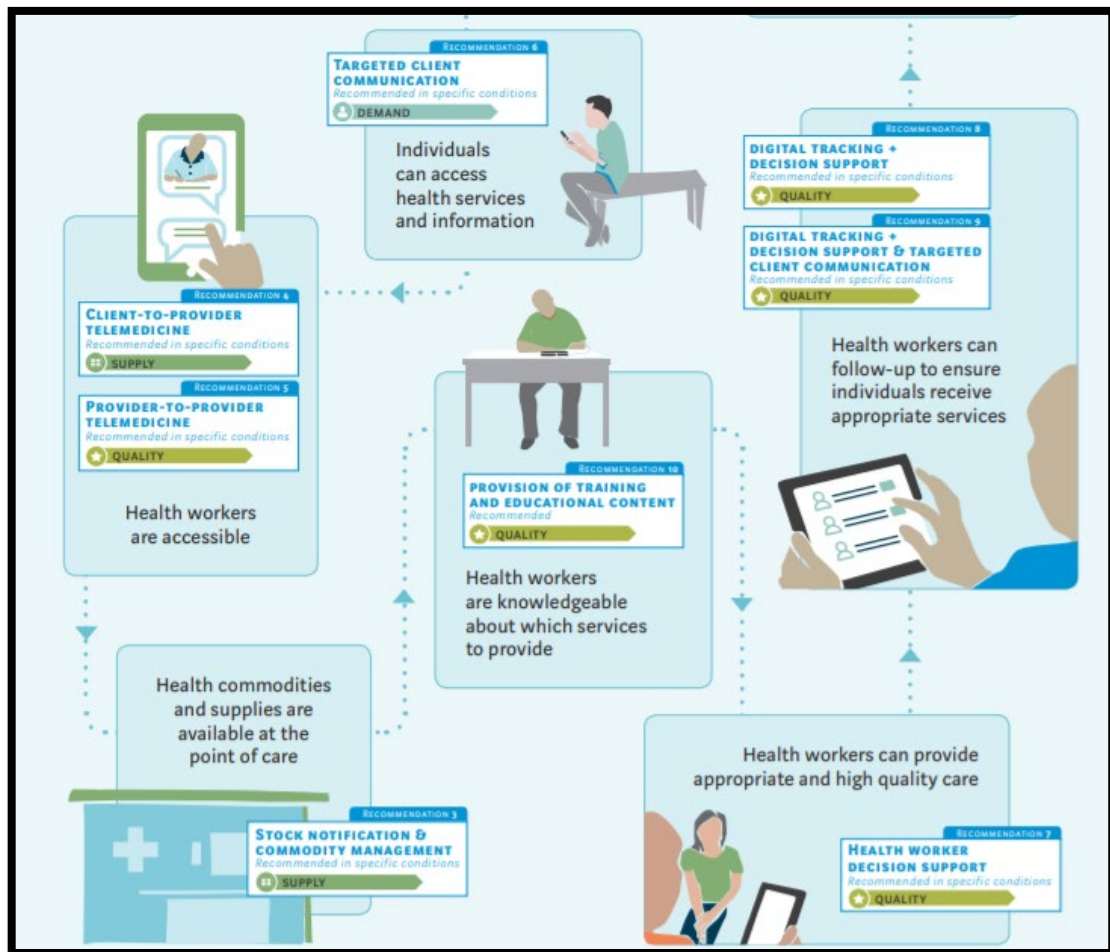 RECOMMENDATION 6
TARGETED CLIENT
COMMUNICATION
Recommended in specific conditions
DEMAND
Individuals
can access
health services
and information
RECOMMENDATION 4
CLIENT-TO-PROVIDER
TELEMEDICINE
Recommended in specific conditions
SUPPLY
RECOMMENDATION 5
PROVIDER-TO-PROVIDER
TELEMEDICINE
Recommended in specific conditions
QUALITY
Health workers
are accessible
Health commodities
and supplies are
available at the
point of care
RECOMMENDATION 3
STOCK NOTIFICATION &
COMMODITY MANAGEMENT
Recommended in specific conditions
SUPPLY
RECOMMENDATION 10
PROVISION OF TRAINING
AND EDUCATIONAL CONTENT
Recommended
QUALITY
Health workers
are knowledgeable
about which services
to provide
Health workers can provide
appropriate and high quality care
RECOMMENDATION 7
HEALTH WORKER
DECISION SUPPORT
Recommended in specific conditions
QUALITY
RECOMMENDATION 8
DIGITAL TRACKING +
DECISION SUPPORT
Recommended in specific conditions
QUALITY
RECOMMENDATION 9
DIGITAL TRACKING +
DECISION SUPPORT & TARGETED
CLIENT COMMUNICATION
Recommended in specific conditions
QUALITY
Health workers can
follow-up to ensure
individuals receive
appropriate services